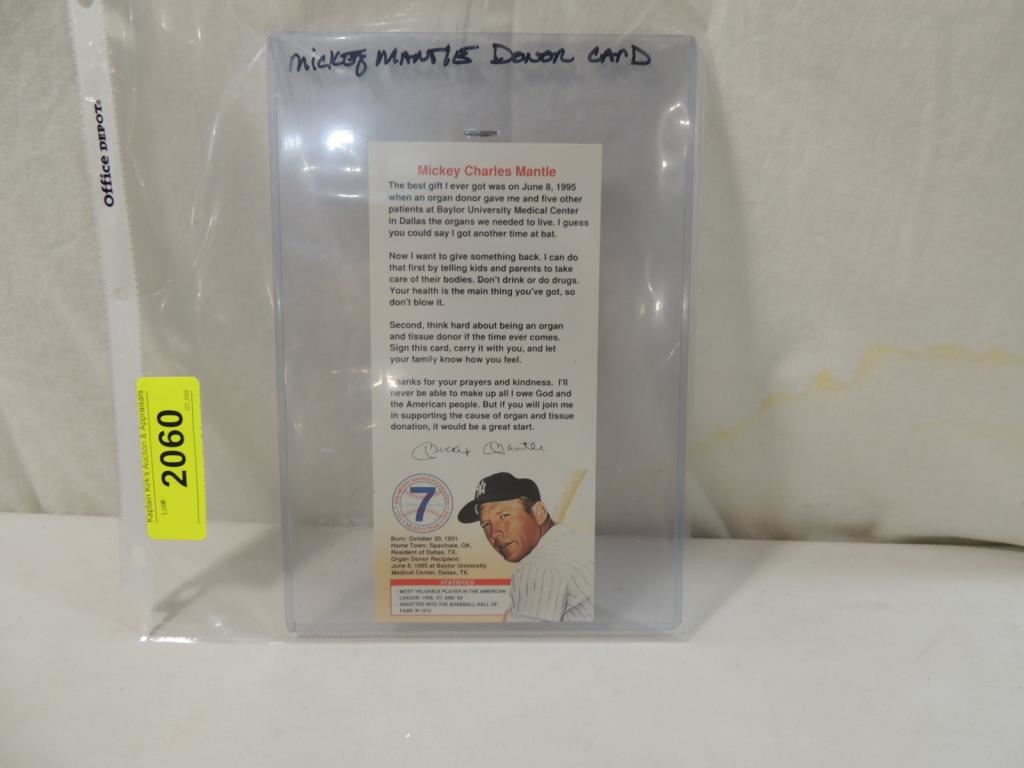 mickey MANTLE DONOR CARD
Office DEPOT
Mickey Charles Mantle
The best gift I ever got was on June 8, 1995
when an organ donor gave me and five other
patients at Baylor University Medical Center
in Dallas the organs we needed to live. I guess
you could say I got another time at bat.
Now I want to give something back. I can do
that first by telling kids and parents to take
care of their bodies. Don't drink or do drugs.
Your health is the main thing you've got, so
don't blow it.
Second, think hard about being an organ
and tissue donor if the time ever comes.
Sign this card, carry it with you, and let
your family know how you feel.
Thanks for your prayers and kindness. I'll
never be able to make up all I owe God and
the American people. But if you will join me
in supporting the cause of organ and tissue
donation, it would be a great start.
Mickey Mantle
7
Born: October 20, 1931
Home Town: Spavinaw, OK.
Resident of Dallas, TX.
Organ Donor Recipient:
June 8, 1995 at Baylor University
Medical Center, Dallas, TX.
STATISTICS
- MOST VALUABLE PLAYER IN THE AMERICAN
LEAGUE: 1956, '57, AND '62
- INDUCTED INTO THE BASEBALL HALL OF
FAME IN 1974
Kaptain Kirk's Auction & Appraisals
Lot#: 2060